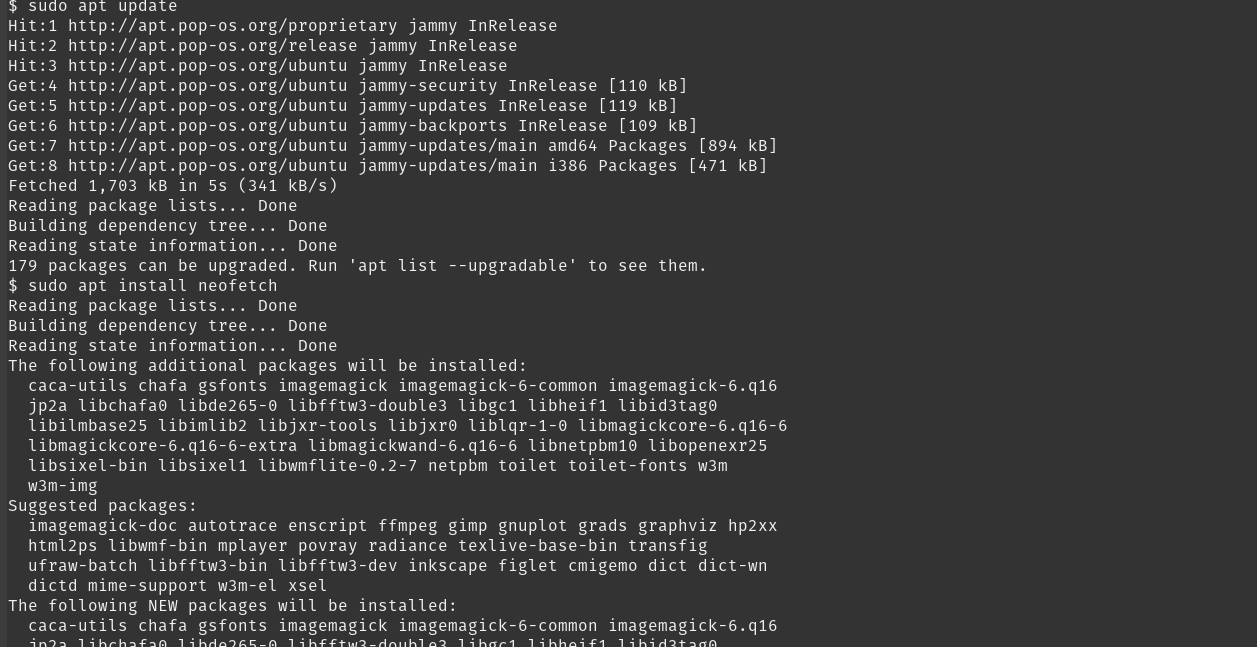 $ sudo apt update
Hit:1 http://apt.pop-os.org/proprietary jammy InRelease
Hit:2 http://apt.pop-os.org/release jammy InRelease
Hit:3 http://apt.pop-os.org/ubuntu jammy InRelease
Get:4 http://apt.pop-os.org/ubuntu jammy-security InRelease [110 kB]
Get:5 http://apt.pop-os.org/ubuntu jammy-updates InRelease [119 kB]
Get:6 http://apt.pop-os.org/ubuntu jammy-backports InRelease [109 kB]
Get:7 http://apt.pop-os.org/ubuntu jammy-updates/main amd64 Packages [894 kB]
Get:8 http://apt.pop-os.org/ubuntu jammy-updates/main i386 Packages [471 kB]
Fetched 1,703 kB in 5s (341 kB/s)
Reading package lists... Done
Building dependency tree... Done
Reading state information... Done
179 packages can be upgraded. Run 'apt list --upgradable' to see them.
$ sudo apt install neofetch
Reading package lists... Done
Building dependency tree... Done
Reading state information... Done
The following additional packages will be installed:
  caca-utils chafa gsfonts imagemagick imagemagick-6-common imagemagick-6.q16
  jp2a libchafa0 libde265-0 libfftw3-double3 libgc1 libheif1 libid3tag0
  libilmbase25 libimlib2 libjxr-tools libjxr0 liblqr-1-0 libmagickcore-6.q16-6
  libmagickcore-6.q16-6-extra libmagickwand-6.q16-6 libnetpbm10 libopenexr25
  libsixel-bin libsixel1 libwmflite-0.2-7 netpbm toilet toilet-fonts w3m
  w3m-img
Suggested packages:
  imagemagick-doc autotrace enscript ffmpeg gimp gnuplot grads graphviz hp2xx
  html2ps libwmf-bin mplayer povray radiance texlive-base-bin transfig
  ufraw-batch libfftw3-bin libfftw3-dev inkscape figlet cmigemo dict dict-wn
  dictd mime-support w3m-el xsel
The following NEW packages will be installed:
  caca-utils chafa gsfonts imagemagick imagemagick-6-common imagemagick-6.q16
  jp2a libchafa0 libde265-0 libfftw3-double3 libgc1 libheif1 libid3tag0